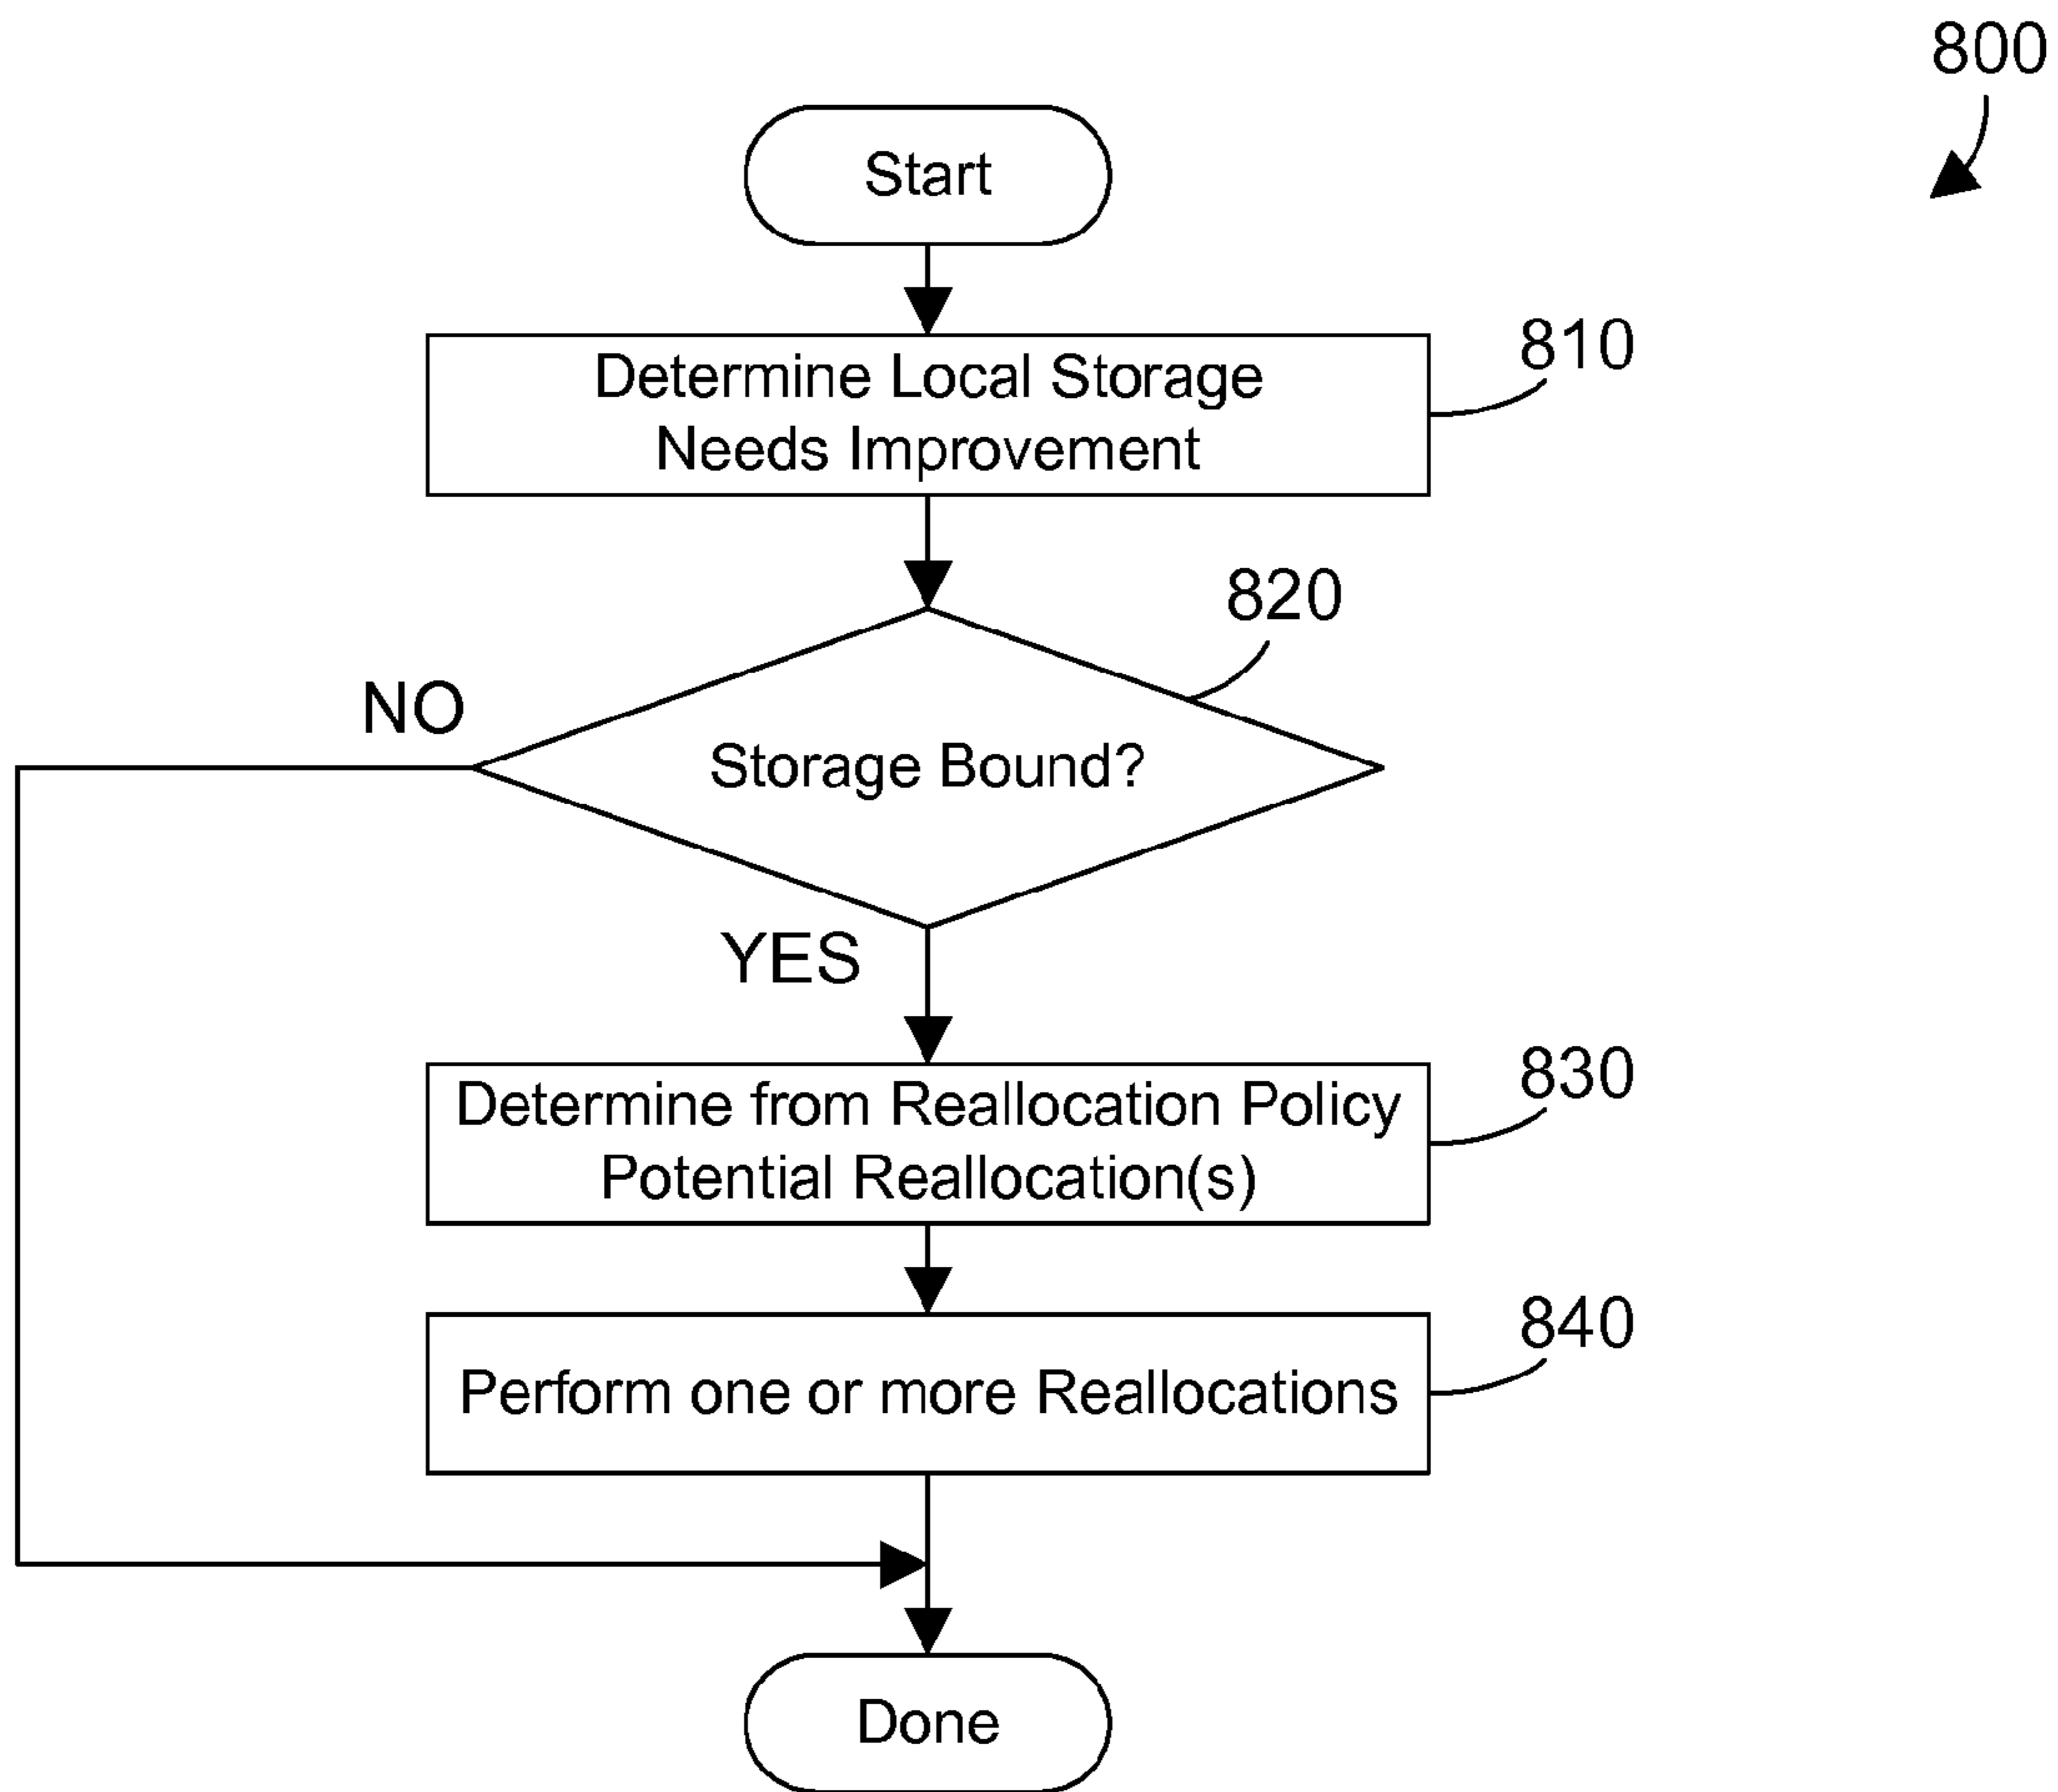 800
Start
Determine Local Storage
Needs Improvement
810
820
NO
Storage Bound?
YES
Determine from Reallocation Policy
Potential Reallocation(s)
830
Perform one or more Reallocations
840
Done